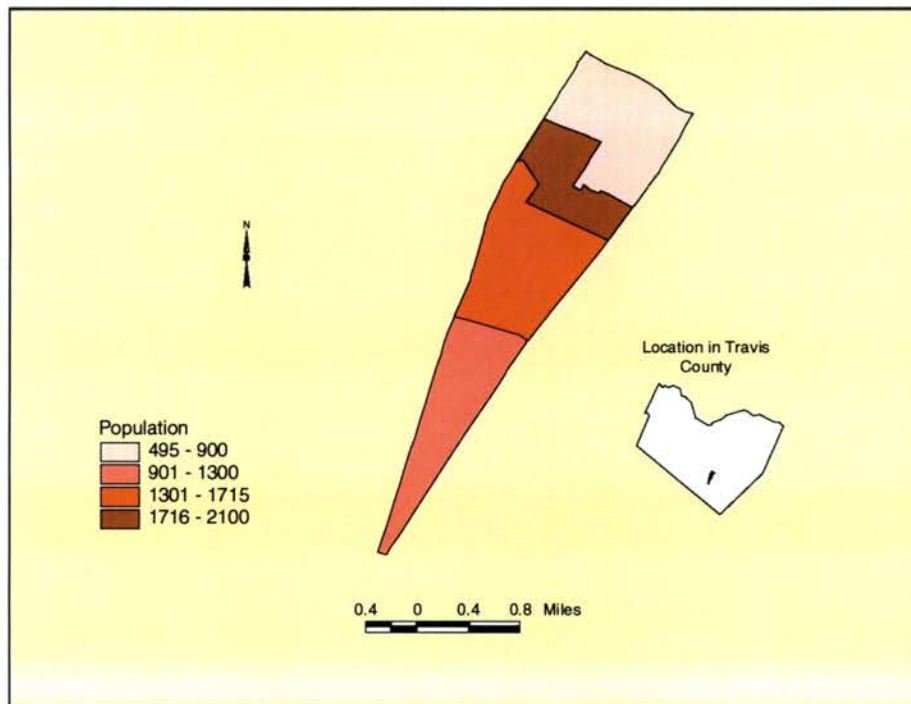 N
Location in Travis
County
Population
495 - 900
901 - 1300
1301 - 1715
1716 - 2100
0.4 0 0.4 0.8 Miles